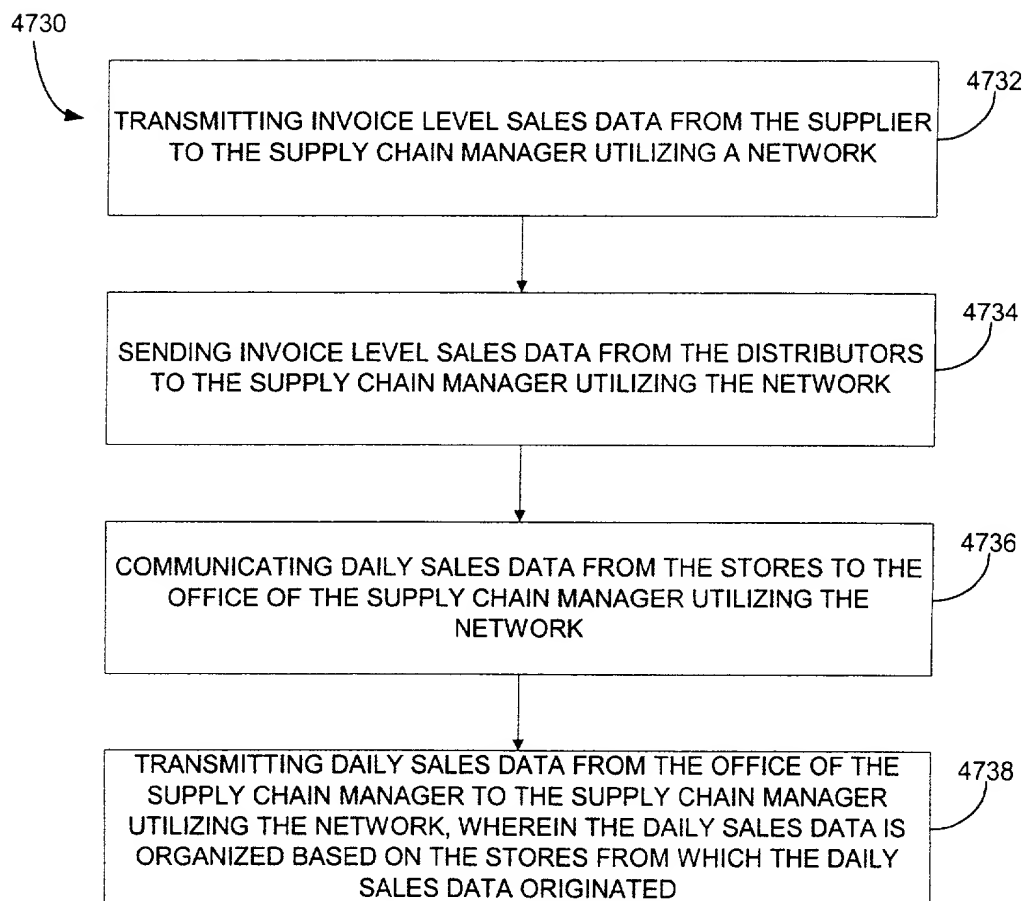 4730
4732
TRANSMITTING INVOICE LEVEL SALES DATA FROM THE SUPPLIER
TO THE SUPPLY CHAIN MANAGER UTILIZING A NETWORK
4734
SENDING INVOICE LEVEL SALES DATA FROM THE DISTRIBUTORS
TO THE SUPPLY CHAIN MANAGER UTILIZING THE NETWORK
4736
COMMUNICATING DAILY SALES DATA FROM THE STORES TO THE
OFFICE OF THE SUPPLY CHAIN MANAGER UTILIZING THE
NETWORK
4738
TRANSMITTING DAILY SALES DATA FROM THE OFFICE OF THE
SUPPLY CHAIN MANAGER TO THE SUPPLY CHAIN MANAGER
UTILIZING THE NETWORK, WHEREIN THE DAILY SALES DATA IS
ORGANIZED BASED ON THE STORES FROM WHICH THE DAILY
SALES DATA ORIGINATED